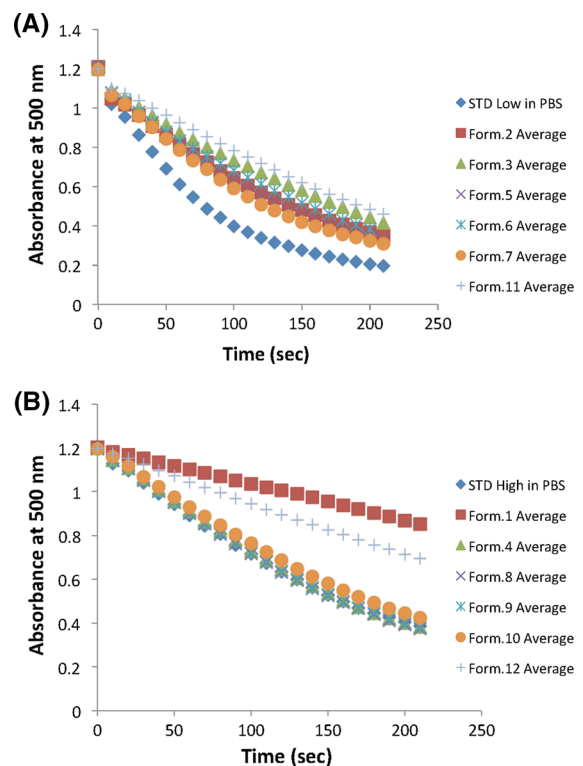 (A)
1.4
1.2
1
0.8
0.6
0.4
0.2
0
Absorbance at 500 nm
0
50
100
150
200
250
Time (sec)
STD Low in PBS
Form.2 Average
Form.3 Average
Form.5 Average
Form.6 Average
Form.7 Average
Form.11 Average
(B)
1.4
1.2
1
0.8
0.6
0.4
0.2
0
Absorbance at 500 nm
0
50
100
150
200
250
Time (sec)
STD High in PBS
Form.1 Average
Form.4 Average
Form.8 Average
Form.9 Average
Form.10 Average
Form.12 Average